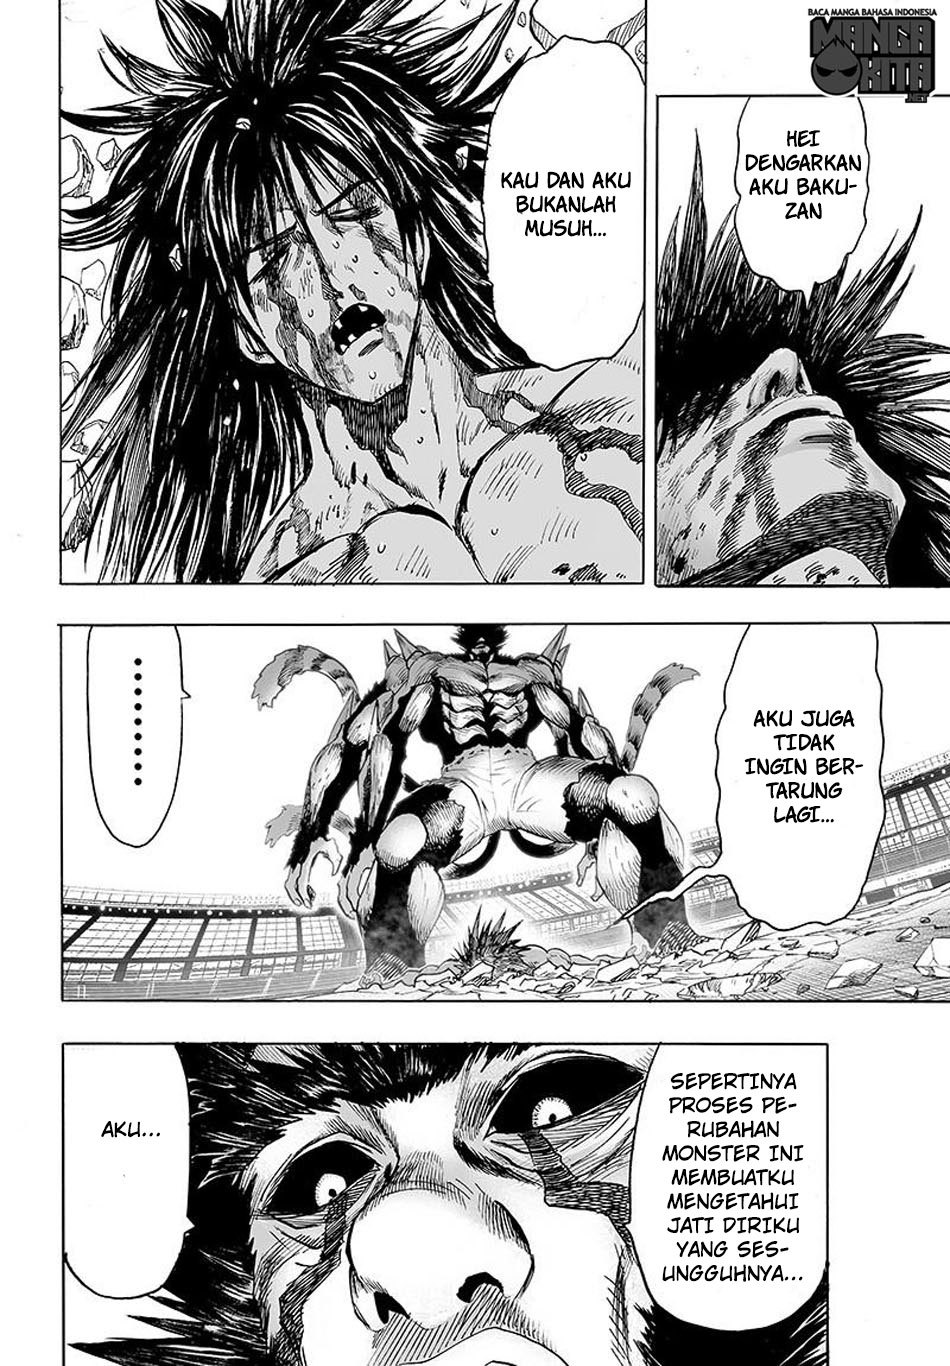 BACA MANGA BAHASA INDONESIA
MANGA
KITA
.NET
HEI
DENGARKAN
AKU BAKU-
ZAN
KAU DAN AKU
BUKANLAH
MUSUH...
AKU JUGA
TIDAK
INGIN BER-
TARUNG
LAGI...
.........
SEPERTINYA
PROSES PE-
RUBAHAN
MONSTER INI
MEMBUATKU
MENGETAHUI
JATI DIRIKU
YANG SES-
UNGGUHNYA...
AKU...